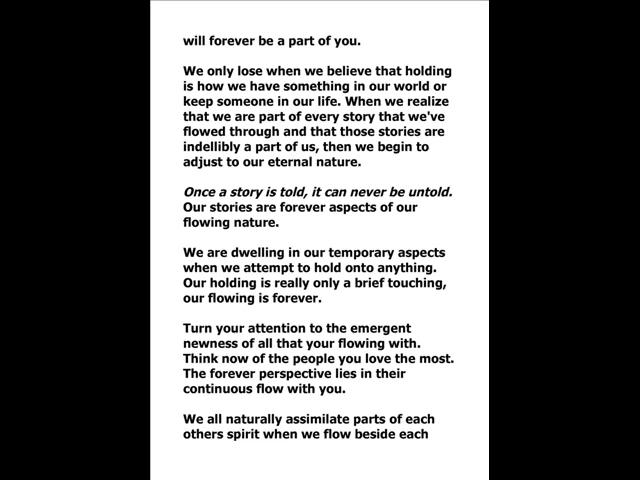 will forever be a part of you.
We only lose when we believe that holding
is how we have something in our world or
keep someone in our life. When we realize
that we are part of every story that we've
flowed through and that those stories are
indellibly a part of us, then we begin to
adjust to our eternal nature.
Once a story is told, it can never be untold.
Our stories are forever aspects of our
flowing nature.
We are dwelling in our temporary aspects
when we attempt to hold onto anything.
Our holding is really only a brief touching,
our flowing is forever.
Turn your attention to the emergent
newness of all that your flowing with.
Think now of the people you love the most.
The forever perspective lies in their
continuous flow with you.
We all naturally assimilate parts of each
others spirit when we flow beside each